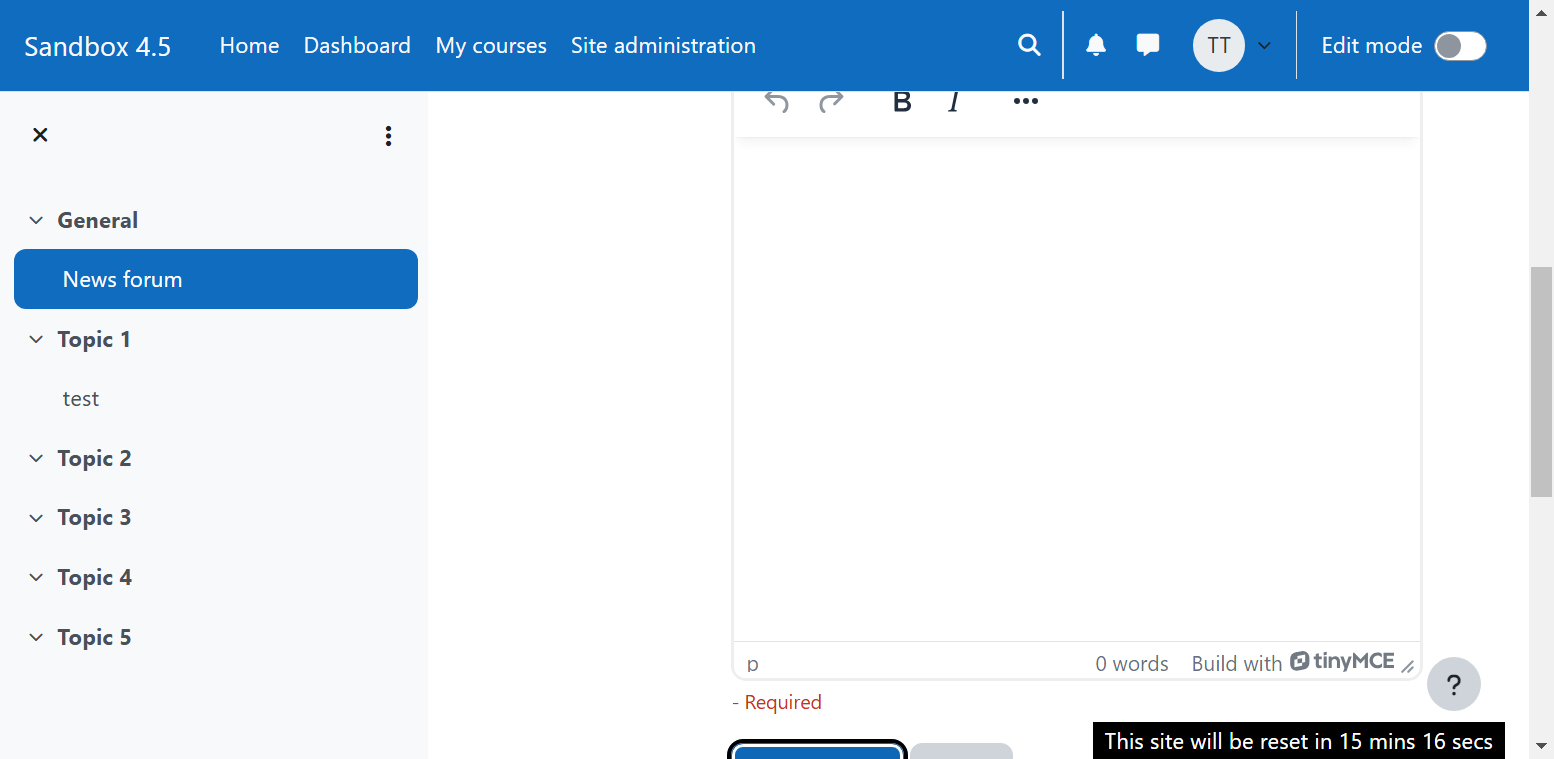 Sandbox 4.5 Home Dashboard My courses Site administration TT Edit mode
B I
General
News forum
Topic 1
test
Topic 2
Topic 3
Topic 4
Topic 5
p 0 words Build with tinyMCE
?
- Required
This site will be reset in 15 mins 16 secs